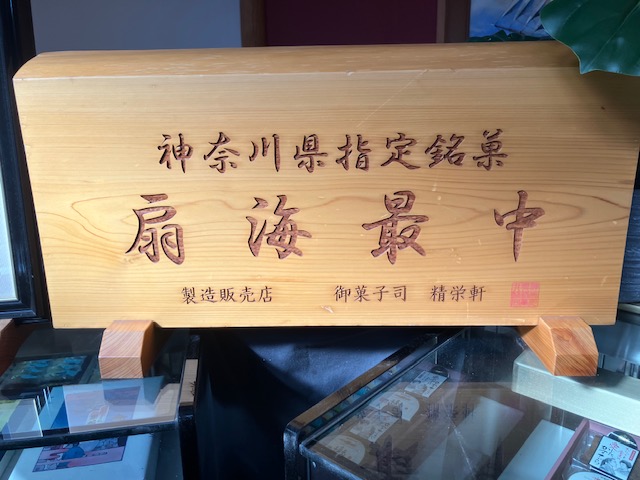 神奈川県指定銘菓
扇海最中
製造販売店 御菓子司 精栄軒